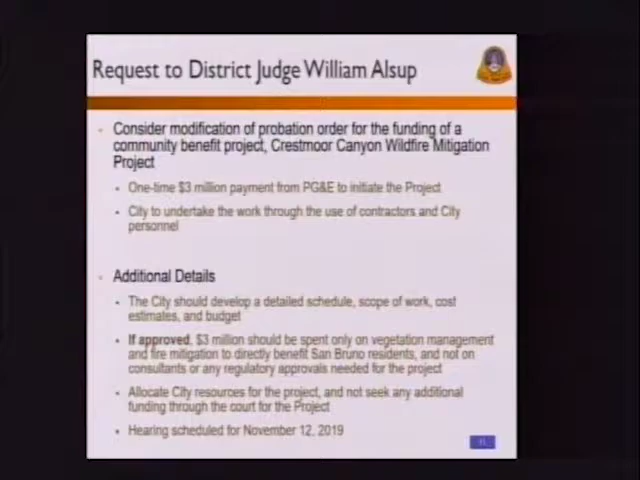 Request to District Judge William Alsup
Consider modification of probation order for the funding of a
community benefit project, Crestmoor Canyon Wildfire Mitigation
Project
One-time $3 million payment from PG&E to initiate the Project
City to undertake the work through the use of contractors and City
personnel
Additional Details
The City should develop a detailed schedule, scope of work, cost
estimates, and budget
If approved, $3 million should be spent only on vegetation management
and fire mitigation to directly benefit San Bruno residents, and not on
consultants or any regulatory approvals needed for the project
Allocate City resources for the project, and not seek any additional
funding through the court for the Project
Hearing scheduled for November 12, 2019